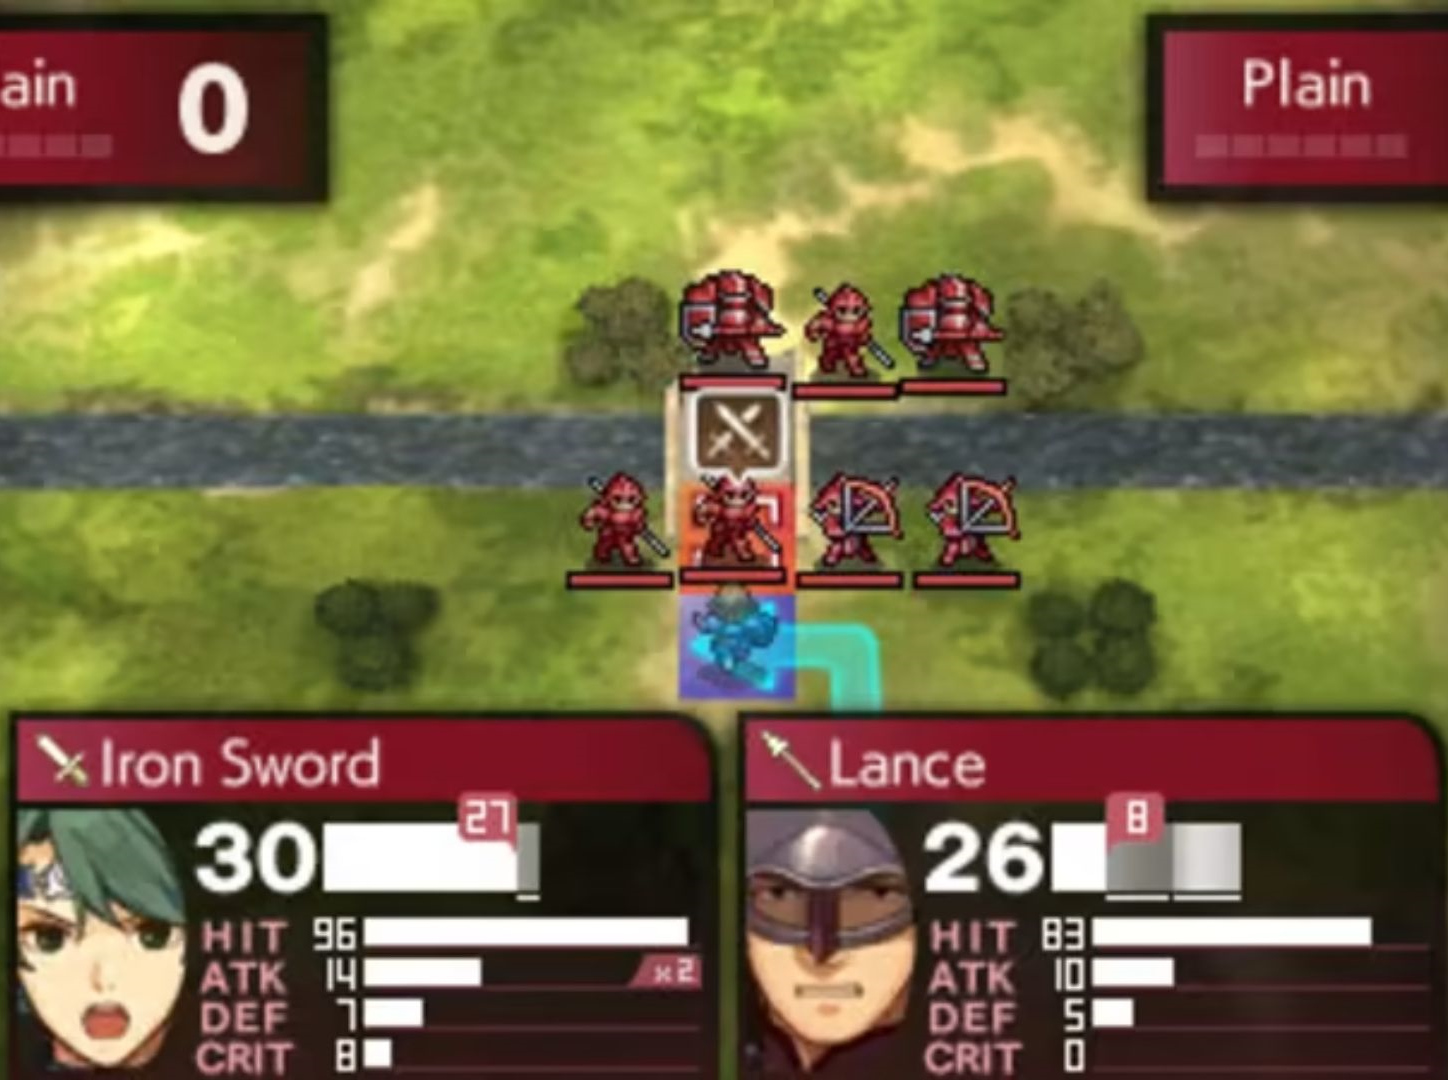 ain 0
Plain
Iron Sword
27
30
HIT 96
ATK 14 x2
DEF 7
CRIT 8
Lance
8
26
HIT 83
ATK 10
DEF 5
CRIT 0